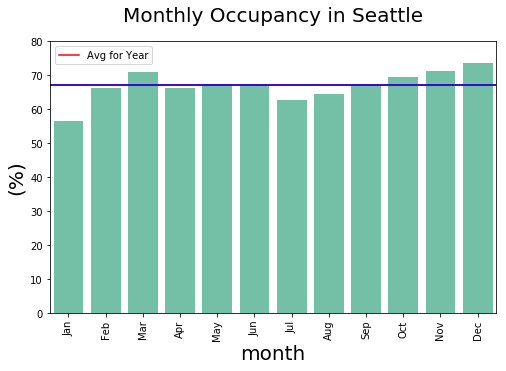 Monthly Occupancy in Seattle
80
70
60
50
40
30
20
10
0
(%)
Avg for Year
Jan Feb Mar Apr May Jun Jul Aug Sep Oct Nov Dec
month